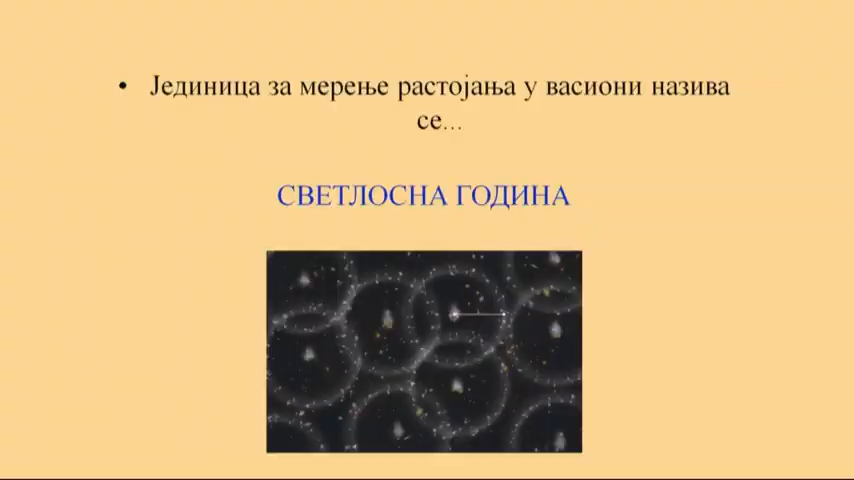 • Јединица за мерење растојања у васиони назива
се...
СВЕТЛОСНА ГОДИНА